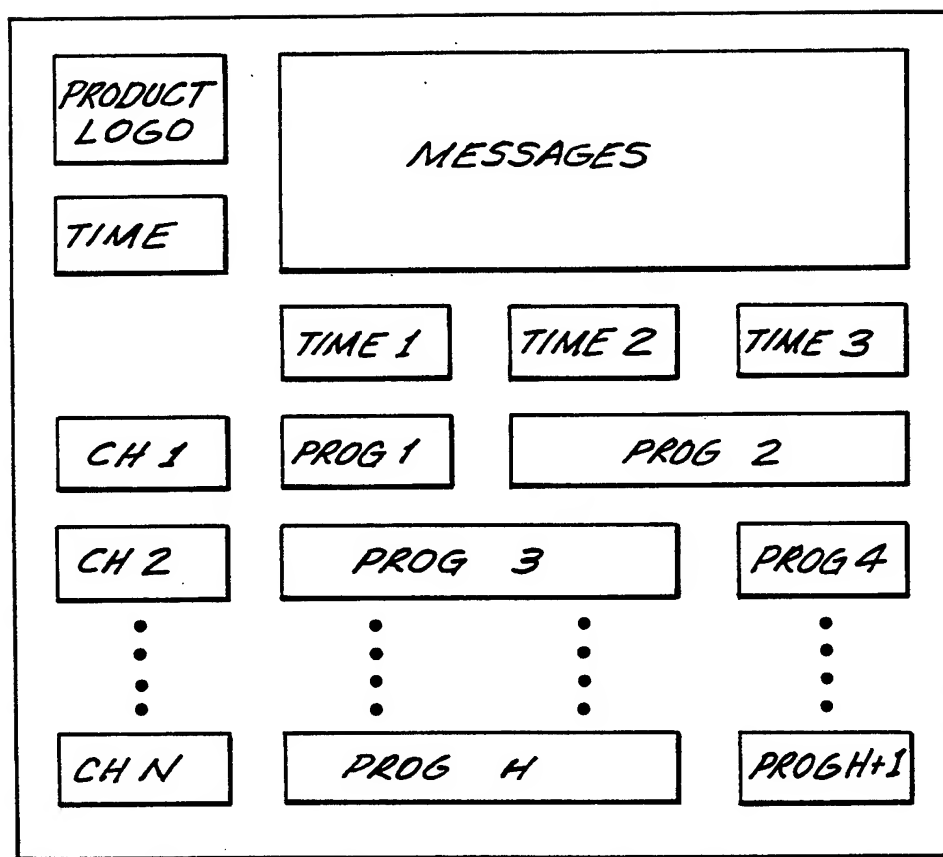 PRODUCT
LOGO
MESSAGES
TIME
TIME 1
TIME 2
TIME 3
CH 1
PROG 1
PROG 2
CH 2
PROG 3
PROG 4
CH N
PROG H
PROG H+1